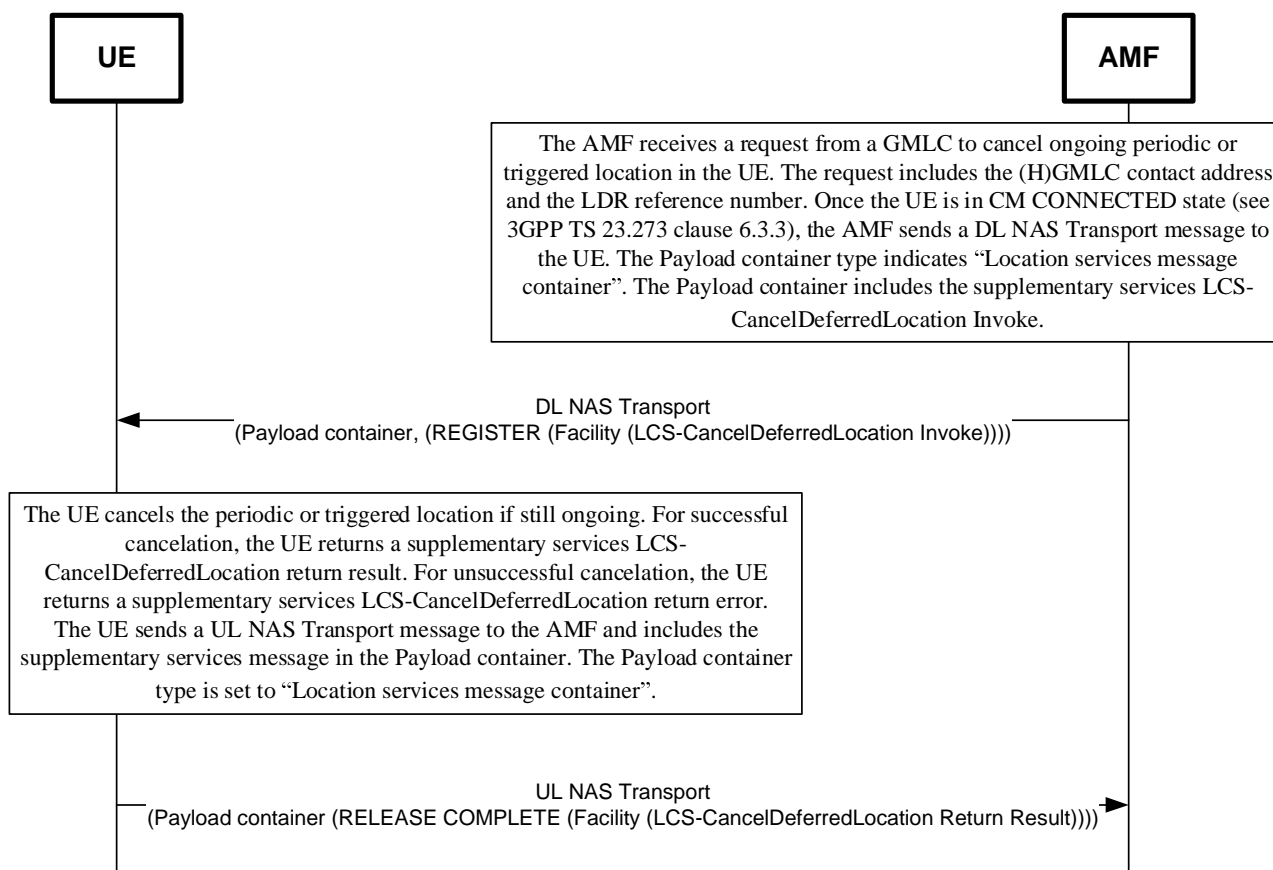 UE
AMF
The AMF receives a request from a GMLC to cancel ongoing periodic or
triggered location in the UE. The request includes the (H)GMLC contact address
and the LDR reference number. Once the UE is in CM CONNECTED state (see
3GPP TS 23.273 clause 6.3.3), the AMF sends a DL NAS Transport message to
the UE. The Payload container type indicates “Location services message
container”. The Payload container includes the supplementary services LCS-
CancelDeferredLocation Invoke.
DL NAS Transport
(Payload container, (REGISTER (Facility (LCS-CancelDeferredLocation Invoke))))
The UE cancels the periodic or triggered location if still ongoing. For successful
cancelation, the UE returns a supplementary services LCS-
CancelDeferredLocation return result. For unsuccessful cancelation, the UE
returns a supplementary services LCS-CancelDeferredLocation return error.
The UE sends a UL NAS Transport message to the AMF and includes the
supplementary services message in the Payload container. The Payload container
type is set to “Location services message container”.
UL NAS Transport
(Payload container (RELEASE COMPLETE (Facility (LCS-CancelDeferredLocation Return Result))))